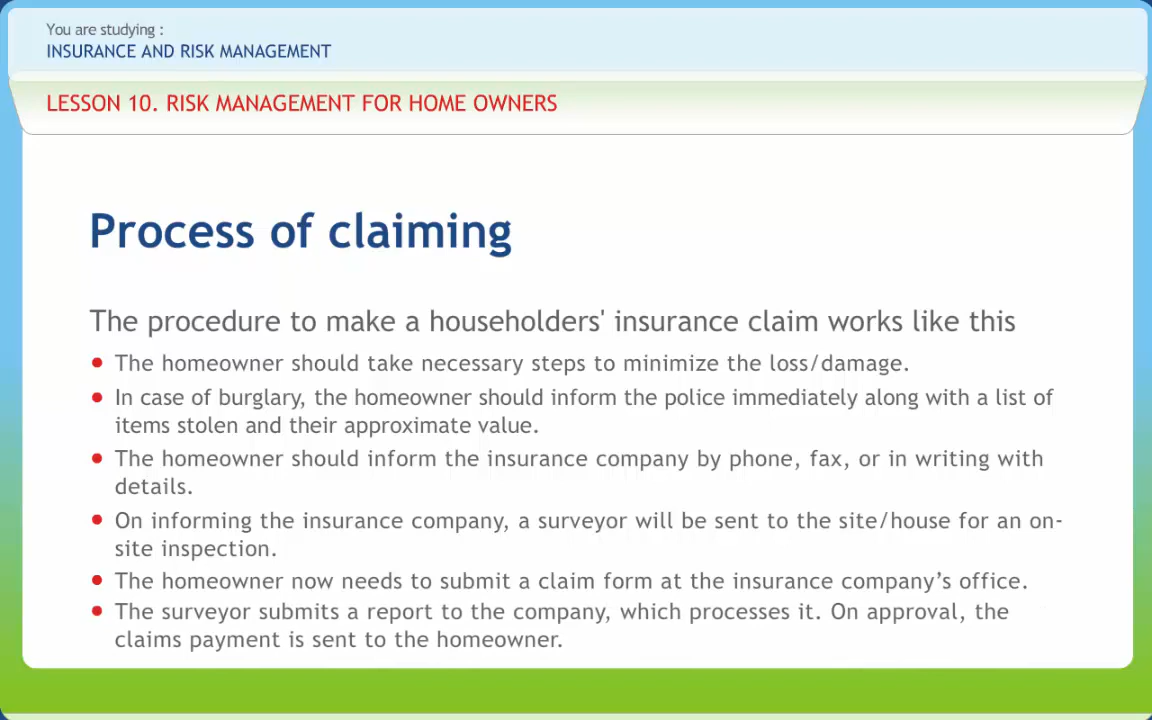 You are studying :
INSURANCE AND RISK MANAGEMENT
LESSON 10. RISK MANAGEMENT FOR HOME OWNERS
Process of claiming
The procedure to make a householders' insurance claim works like this
• The homeowner should take necessary steps to minimize the loss/damage.
• In case of burglary, the homeowner should inform the police immediately along with a list of
items stolen and their approximate value.
• The homeowner should inform the insurance company by phone, fax, or in writing with
details.
• On informing the insurance company, a surveyor will be sent to the site/house for an on-
site inspection.
• The homeowner now needs to submit a claim form at the insurance company’s office.
• The surveyor submits a report to the company, which processes it. On approval, the
claims payment is sent to the homeowner.